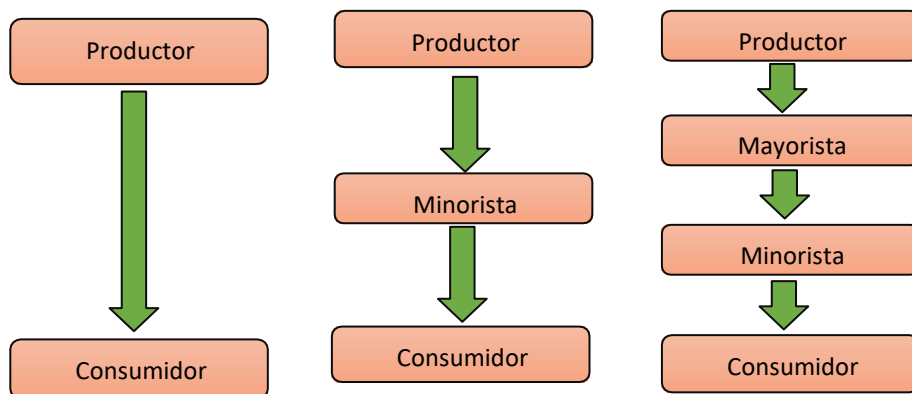 Productor
Consumidor
Productor
Minorista
Consumidor
Productor
Mayorista
Minorista
Consumidor